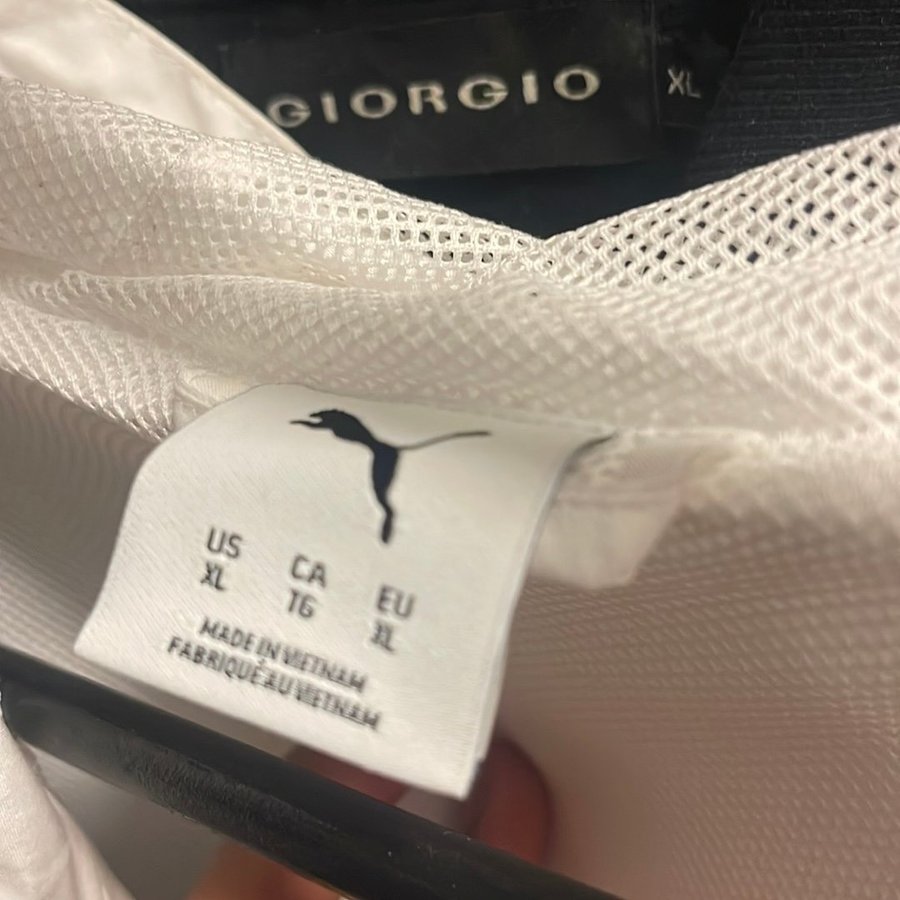 GIORGIO
XL
US CA EU
XL TG XL
MADE IN VIETNAM
FABRIQUÉ AU VIETNAM